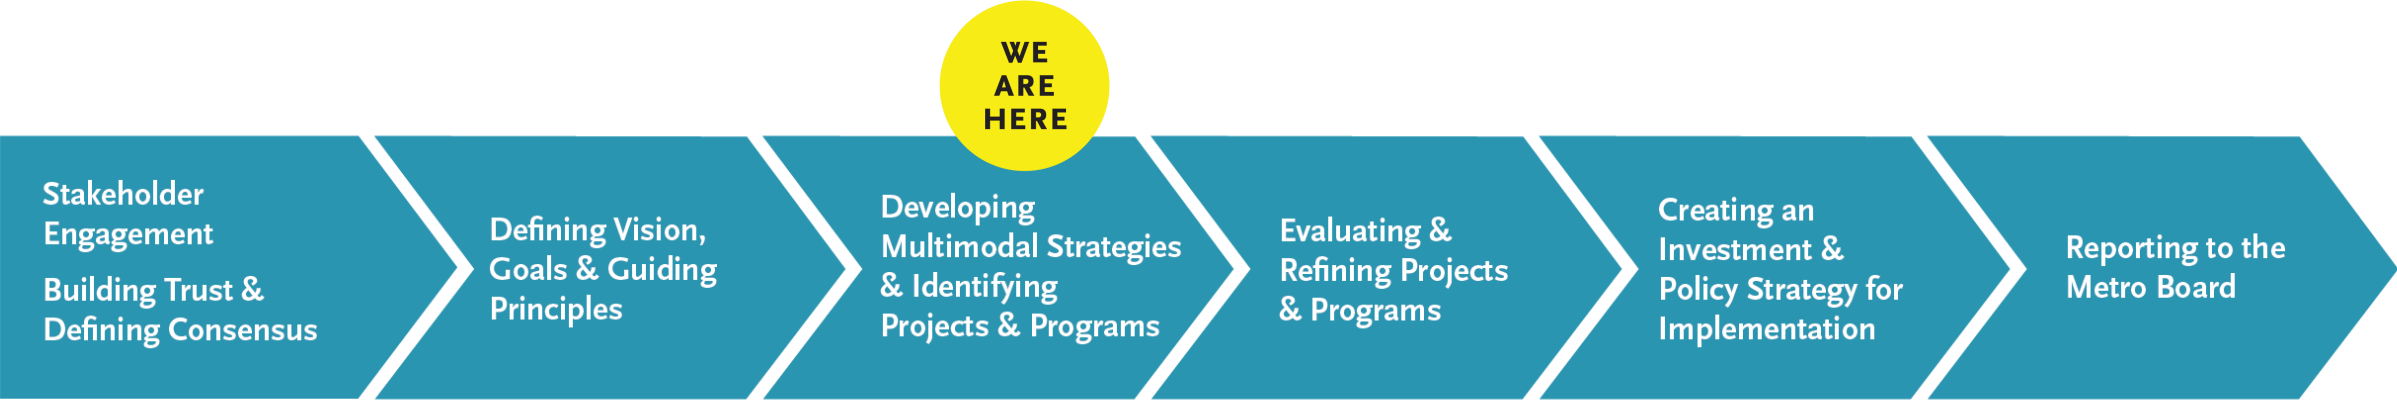 WE
ARE
HERE
Stakeholder
Engagement
Building Trust &
Defining Consensus
Defining Vision,
Goals & Guiding
Principles
Developing
Multimodal Strategies
& Identifying
Projects & Programs
Evaluating &
Refining Projects
& Programs
Creating an
Investment &
Policy Strategy for
Implementation
Reporting to the
Metro Board